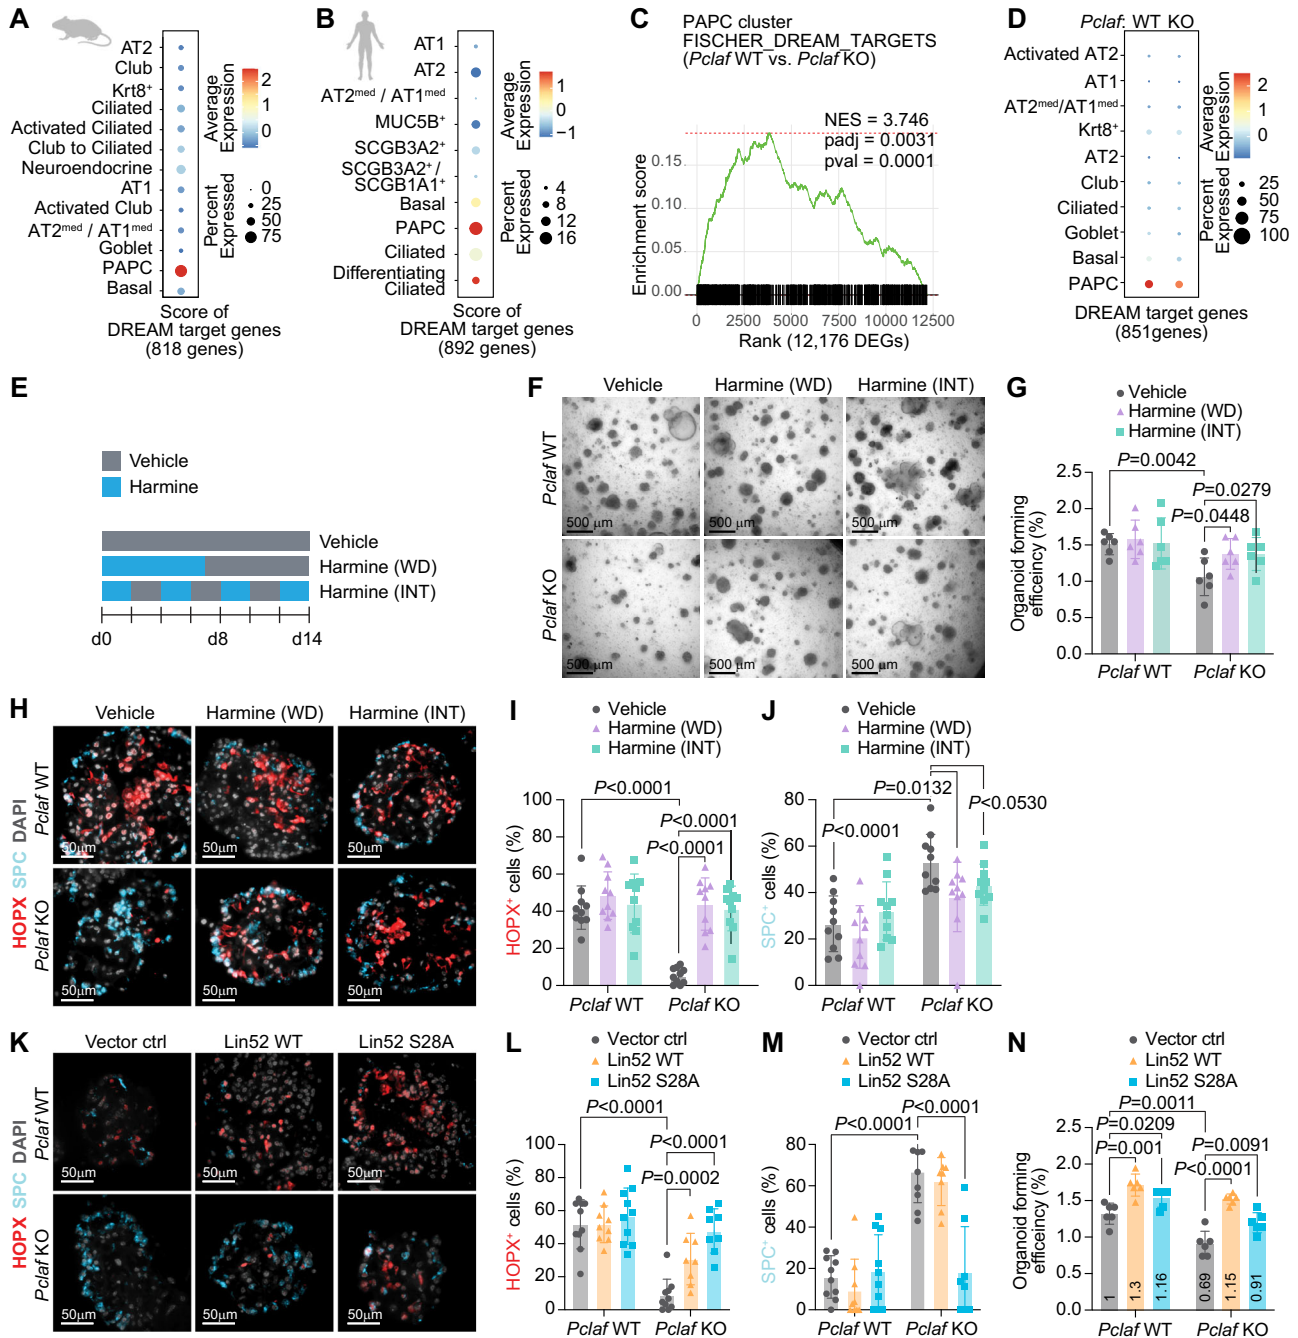 A
AT2
Club
Krt8+
Ciliated
Activated Ciliated
Club to Ciliated
Neuroendocrine
AT1
Activated Club
AT2med / AT1med
Goblet
PAPC
Basal
Score of
DREAM target genes
(818 genes)
Average
Expression
2
1
0
Percent
Expressed
0
25
50
75
B
AT1
AT2
AT2med / AT1med
MUC5B+
SCGB3A2+
SCGB3A2+ /
SCGB1A1+
Basal
PAPC
Ciliated
Differentiating
Ciliated
Score of
DREAM target genes
(892 genes)
Average
Expression
1
0
−1
Percent
Expressed
4
8
12
16
C
PAPC cluster
FISCHER_DREAM_TARGETS
(Pclaf WT vs. Pclaf KO)
NES = 3.746
padj = 0.0031
pval = 0.0001
Enrichment score
0.15
0.10
0.05
0.00
0 2500 5000 7500 10000 12500
Rank (12,176 DEGs)
D
Pclaf: WT KO
Activated AT2
AT1
AT2med/AT1med
Krt8+
AT2
Club
Ciliated
Goblet
Basal
PAPC
DREAM target genes
(851genes)
Average
Expression
2
1
0
Percent
Expressed
25
50
75
100
E
Vehicle
Harmine
Vehicle
Harmine (WD)
Harmine (INT)
d0 d8 d14
F
Vehicle Harmine (WD) Harmine (INT)
Pclaf WT
500 μm 500 μm 500 μm
Pclaf KO
500 μm 500 μm 500 μm
G
Vehicle
Harmine (WD)
Harmine (INT)
P=0.0042
P=0.0279
P=0.0448
Organoid forming
efficeincy (%)
2.5
2.0
1.5
1.0
0.5
0.0
Pclaf WT Pclaf KO
H
Vehicle Harmine (WD) Harmine (INT)
HOPX SPC DAPI
Pclaf WT
50μm 50μm 50μm
Pclaf KO
50μm 50μm 50μm
I
Vehicle
Harmine (WD)
Harmine (INT)
P<0.0001
P<0.0001
P<0.0001
HOPX+ cells (%)
100
80
60
40
20
0
Pclaf WT Pclaf KO
J
Vehicle
Harmine (WD)
Harmine (INT)
P=0.0132
P<0.0530
P<0.0001
SPC+ cells (%)
80
60
40
20
0
Pclaf WT Pclaf KO
K
Vector ctrl Lin52 WT Lin52 S28A
HOPX SPC DAPI
Pclaf WT
50μm 50μm 50μm
Pclaf KO
50μm 50μm 50μm
L
Vector ctrl
Lin52 WT
Lin52 S28A
P<0.0001
P<0.0001
P=0.0002
HOPX+ cells (%)
100
80
60
40
20
0
Pclaf WT Pclaf KO
M
Vector ctrl
Lin52 WT
Lin52 S28A
P<0.0001
P<0.0001
SPC+ cells (%)
80
60
40
20
0
Pclaf WT Pclaf KO
N
Vector ctrl
Lin52 WT
Lin52 S28A
P=0.0011
P=0.0209
P=0.001
P=0.0091
P<0.0001
Organoid forming
efficeincy (%)
2.5
2.0
1.5
1.0
0.5
0.0
1 1.3 1.16 0.69 1.15 0.91
Pclaf WT Pclaf KO